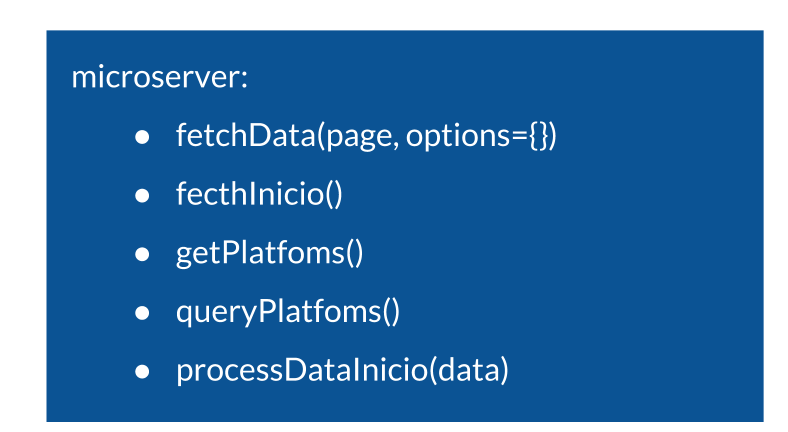 microserver:
● fetchData(page, options={})
● fecthInicio()
● getPlatfoms()
● queryPlatfoms()
● processDataInicio(data)